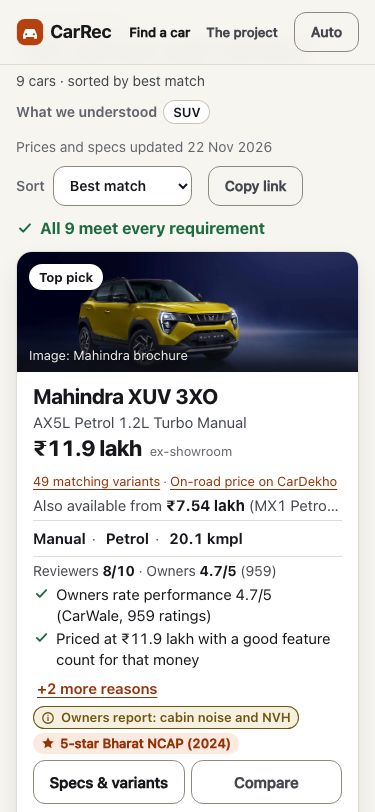 CarRec Find a car The project Auto
9 cars · sorted by best match
What we understood SUV
Prices and specs updated 22 Nov 2026
Sort Best match Copy link
All 9 meet every requirement
Top pick
Image: Mahindra brochure
Mahindra XUV 3XO
AX5L Petrol 1.2L Turbo Manual
₹11.9 lakh ex-showroom
49 matching variants · On-road price on CarDekho
Also available from ₹7.54 lakh (MX1 Petro...
Manual · Petrol · 20.1 kmpl
Reviewers 8/10 · Owners 4.7/5 (959)
Owners rate performance 4.7/5
(CarWale, 959 ratings)
Priced at ₹11.9 lakh with a good feature
count for that money
+2 more reasons
Owners report: cabin noise and NVH
5-star Bharat NCAP (2024)
Specs & variants Compare